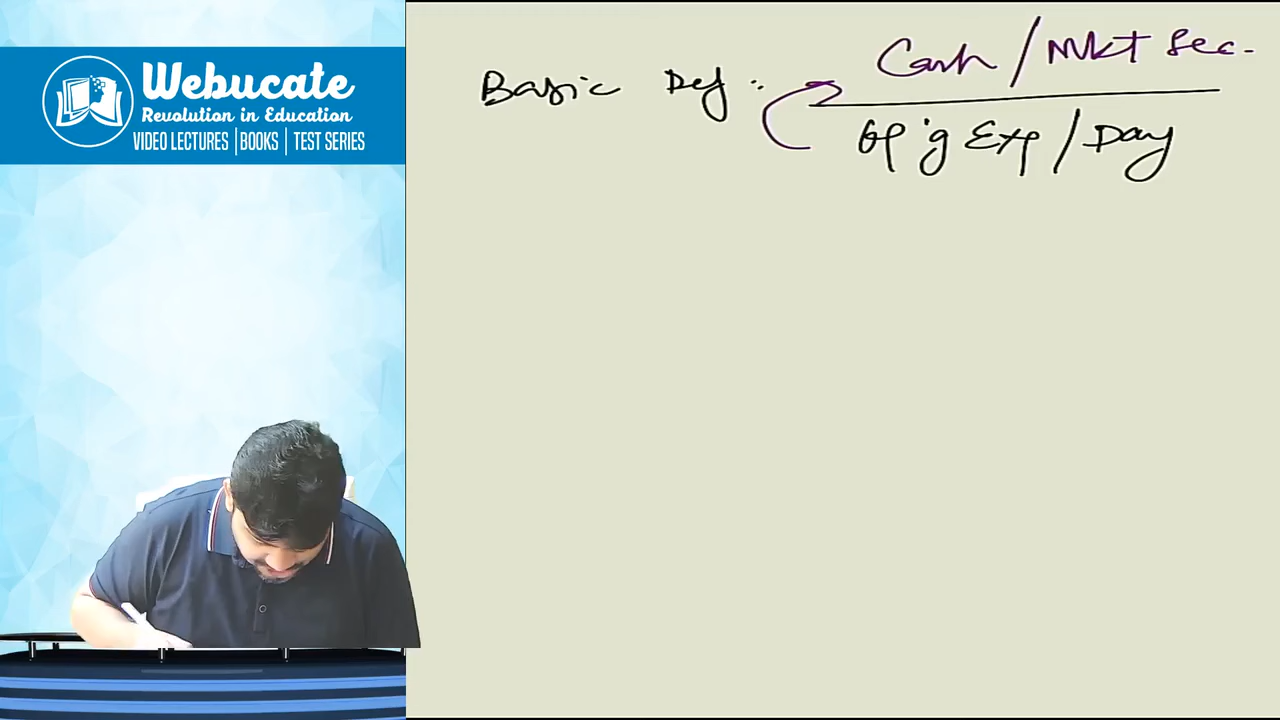 Webucate
Revolution in Education
VIDEO LECTURES | BOOKS | TEST SERIES
Basic Def :
Cash / Mkt Sec.
Op'g Exp / Day